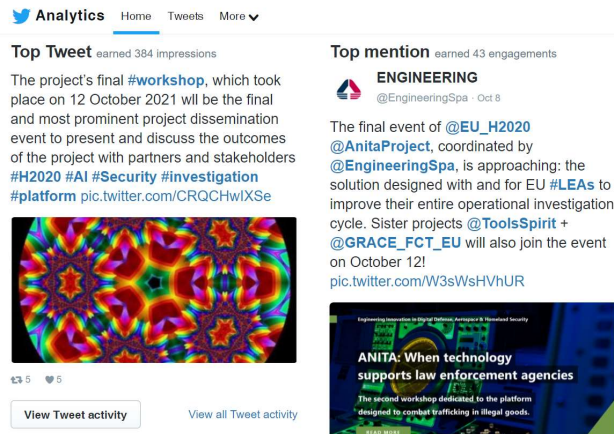 Analytics Home Tweets More
Top Tweet earned 384 impressions
The project's final #workshop, which took
place on 12 October 2021 wll be the final
and most prominent project dissemination
event to present and discuss the outcomes
of the project with partners and stakeholders
#H2020 #AI #Security #investigation
#platform pic.twitter.com/CRQCHwIXSe
5 5
View Tweet activity
View all Tweet activity
Top mention earned 43 engagements
ENGINEERING
@EngineeringSpa · Oct 8
The final event of @EU_H2020
@AnitaProject, coordinated by
@EngineeringSpa, is approaching: the
solution designed with and for EU #LEAs to
improve their entire operational investigation
cycle. Sister projects @ToolsSpirit +
@GRACE_FCT_EU will also join the event
on October 12!
pic.twitter.com/W3sWsHVhUR
Engineering Innovation in Digital Defense, Aerospace & Homeland Security
ANITA: When technology
supports law enforcement agencies
The second workshop dedicated to the platform
designed to combat trafficking in illegal goods.
READ MORE